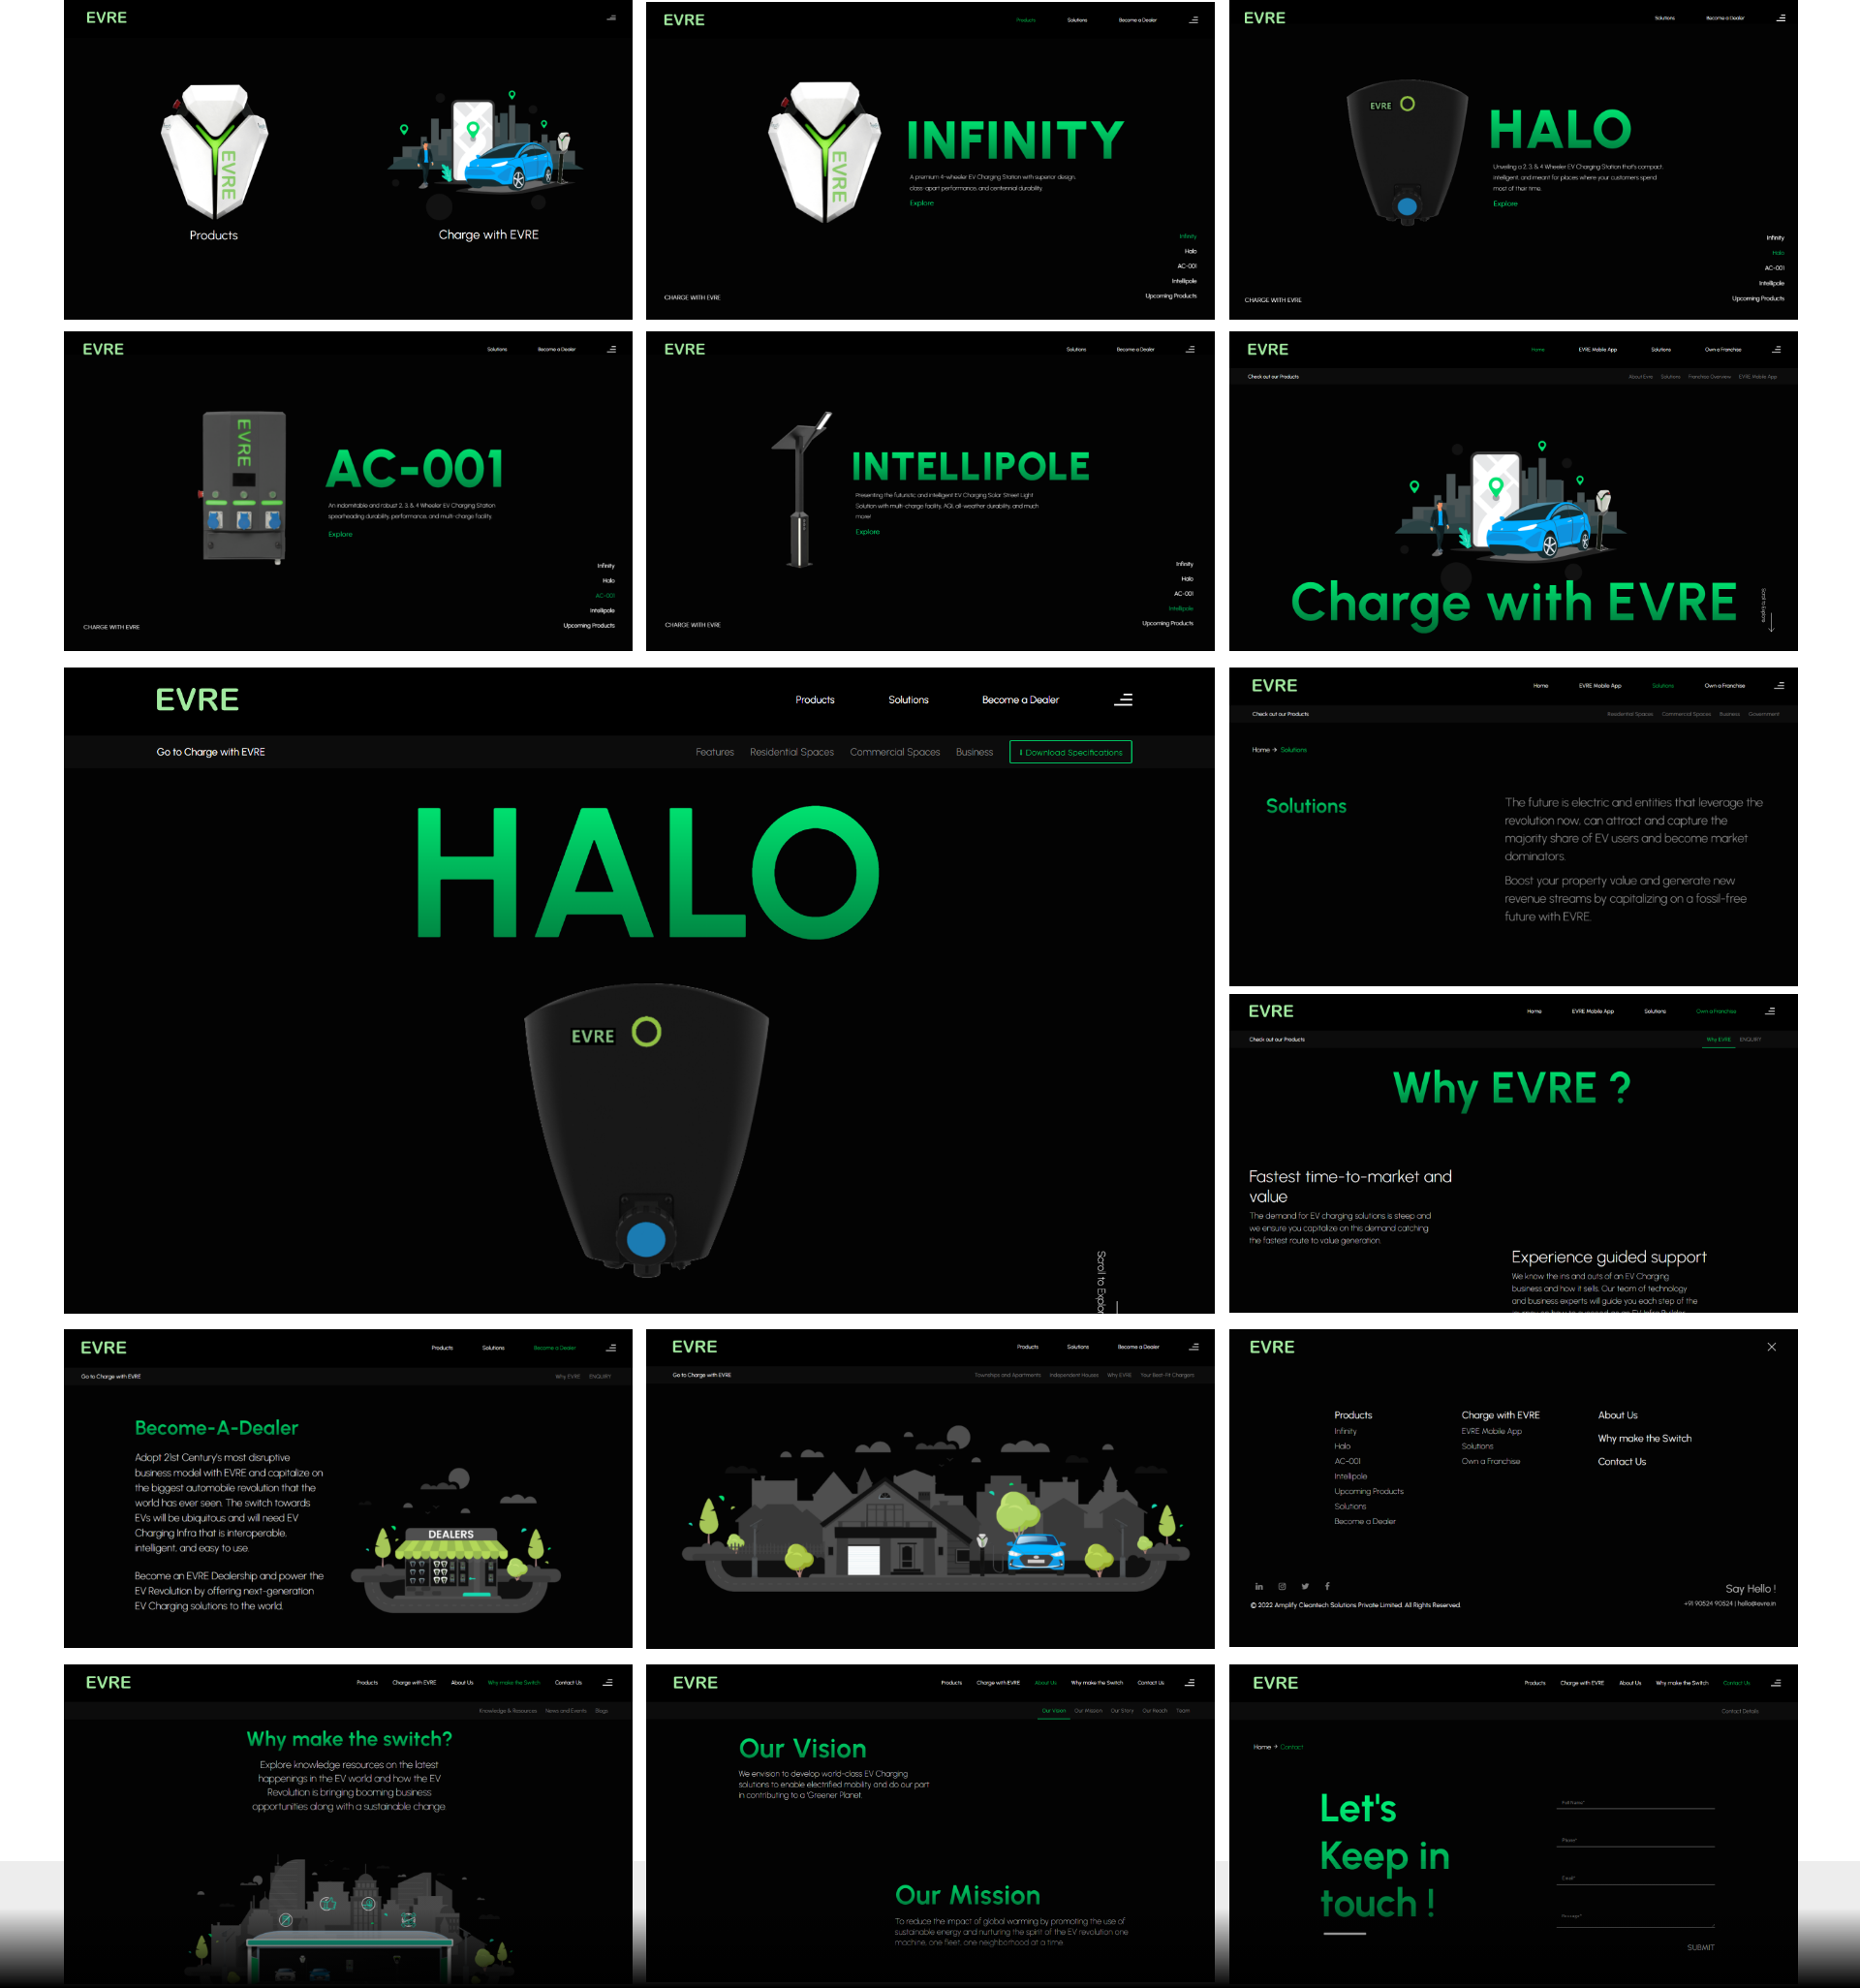 EVRE
EVRE
Products
Charge with EVRE
EVRE
Products Solutions Become a Dealer
EVRE
INFINITY
A premium 4-wheeler EV Charging Station with superior design,
class-apart performance, and centennial durability.
Explore
Infinity
Halo
AC-001
Intellipole
Upcoming Products
CHARGE WITH EVRE
EVRE
Solutions Become a Dealer
EVRE
HALO
Unveiling a 2, 3, & 4 Wheeler EV Charging Station that's compact,
intelligent, and meant for places where your customers spend
most of their time.
Explore
Infinity
Halo
AC-001
Intellipole
Upcoming Products
CHARGE WITH EVRE
EVRE
Solutions Become a Dealer
EVRE
AC-001
An indomitable and robust 2, 3, & 4 Wheeler EV Charging Station
spearheading durability, performance, and multi-charge facility.
Explore
Infinity
Halo
AC-001
Intellipole
Upcoming Products
CHARGE WITH EVRE
EVRE
Solutions Become a Dealer
INTELLIPOLE
Presenting the futuristic and intelligent EV Charging Solar Street Light
Solution with multi-charge facility, AQI, all-weather durability, and much
more!
Explore
Infinity
Halo
AC-001
Intellipole
Upcoming Products
CHARGE WITH EVRE
EVRE
Home EVRE Mobile App Solutions Own a Franchise
Check out our Products About Evre Solutions Franchise Overview EVRE Mobile App
Charge with EVRE
Scroll to Explore
EVRE
Products Solutions Become a Dealer
Go to Charge with EVRE Features Residential Spaces Commercial Spaces Business Download Specifications
HALO
EVRE
Scroll to Explor
EVRE
Home EVRE Mobile App Solutions Own a Franchise
Check out our Products Residential Spaces Commercial Spaces Business Government
Home → Solutions
Solutions
The future is electric and entities that leverage the
revolution now, can attract and capture the
majority share of EV users and become market
dominators.
Boost your property value and generate new
revenue streams by capitalizing on a fossil-free
future with EVRE.
EVRE
Home EVRE Mobile App Solutions Own a Franchise
Check out our Products Why EVRE ENQUIRY
Why EVRE ?
Fastest time-to-market and
value
The demand for EV charging solutions is steep and
we ensure you capitalize on this demand catching
the fastest route to value generation.
Experience guided support
We know the ins and outs of an EV Charging
business and how it sells. Our team of technology
and business experts will guide you each step of the
EVRE
Products Solutions Become a Dealer
Go to Charge with EVRE Why EVRE ENQUIRY
Become-A-Dealer
Adopt 21st Century's most disruptive
business model with EVRE and capitalize on
the biggest automobile revolution that the
world has ever seen. The switch towards
EVs will be ubiquitous and will need EV
Charging Infra that is interoperable,
intelligent, and easy to use.
Become an EVRE Dealership and power the
EV Revolution by offering next-generation
EV Charging solutions to the world.
DEALERS
EVRE
Products Solutions Become a Dealer
Go to Charge with EVRE Townships and Apartments Independent Houses Why EVRE Your Best-Fit Chargers
EVRE
Products
Infinity
Halo
AC-001
Intellipole
Upcoming Products
Solutions
Become a Dealer
Charge with EVRE
EVRE Mobile App
Solutions
Own a Franchise
About Us
Why make the Switch
Contact Us
Say Hello !
+91 90524 90524 | hello@evre.in
© 2022 Amplify Cleantech Solutions Private Limited. All Rights Reserved.
EVRE
Products Charge with EVRE About Us Why make the Switch Contact Us
Knowledge & Resources News and Events Blogs
Why make the switch?
Explore knowledge resources on the latest
happenings in the EV world and how the EV
Revolution is bringing booming business
opportunities along with a sustainable change
EVRE
Products Charge with EVRE About Us Why make the Switch Contact Us
Our Vision Our Mission Our Story Our Reach Team
Our Vision
We envision to develop world-class EV Charging
solutions to enable electrified mobility and do our part
in contributing to a 'Greener Planet.
Our Mission
To reduce the impact of global warming by promoting the use of
sustainable energy and nurturing the spirit of the EV revolution one
machine, one fleet, one neighborhood at a time.
EVRE
Products Charge with EVRE About Us Why make the Switch Contact Us
Contact Details
Home → Contact
Let's
Keep in
touch !
Full Name*
Phone*
Email*
Message*
SUBMIT